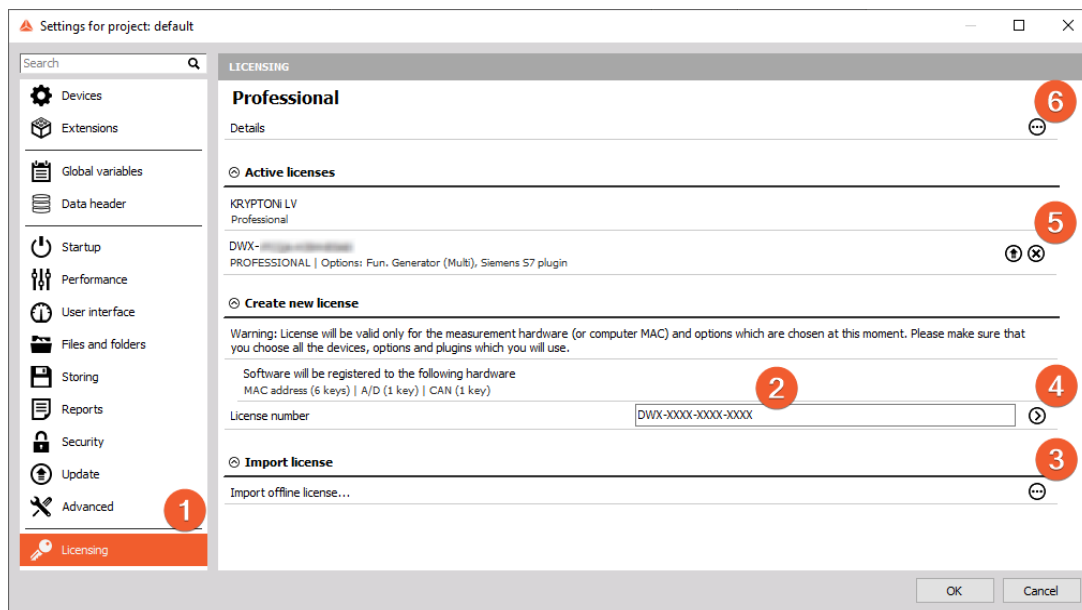 Settings for project: default
Search
LICENSING
Devices
Extensions
Global variables
Data header
Startup
Performance
User interface
Files and folders
Storing
Reports
Security
Update
Advanced
1
Licensing
Professional
6
Details
Active licenses
KRYPTONi LV
Professional
5
DWX-
PROFESSIONAL | Options: Fun. Generator (Multi), Siemens S7 plugin
Create new license
Warning: License will be valid only for the measurement hardware (or computer MAC) and options which are chosen at this moment. Please make sure that
you choose all the devices, options and plugins which you will use.
Software will be registered to the following hardware
MAC address (6 keys) | A/D (1 key) | CAN (1 key)
2
4
License number
DWX-XXXX-XXXX-XXXX
Import license
3
Import offline license...
OK
Cancel